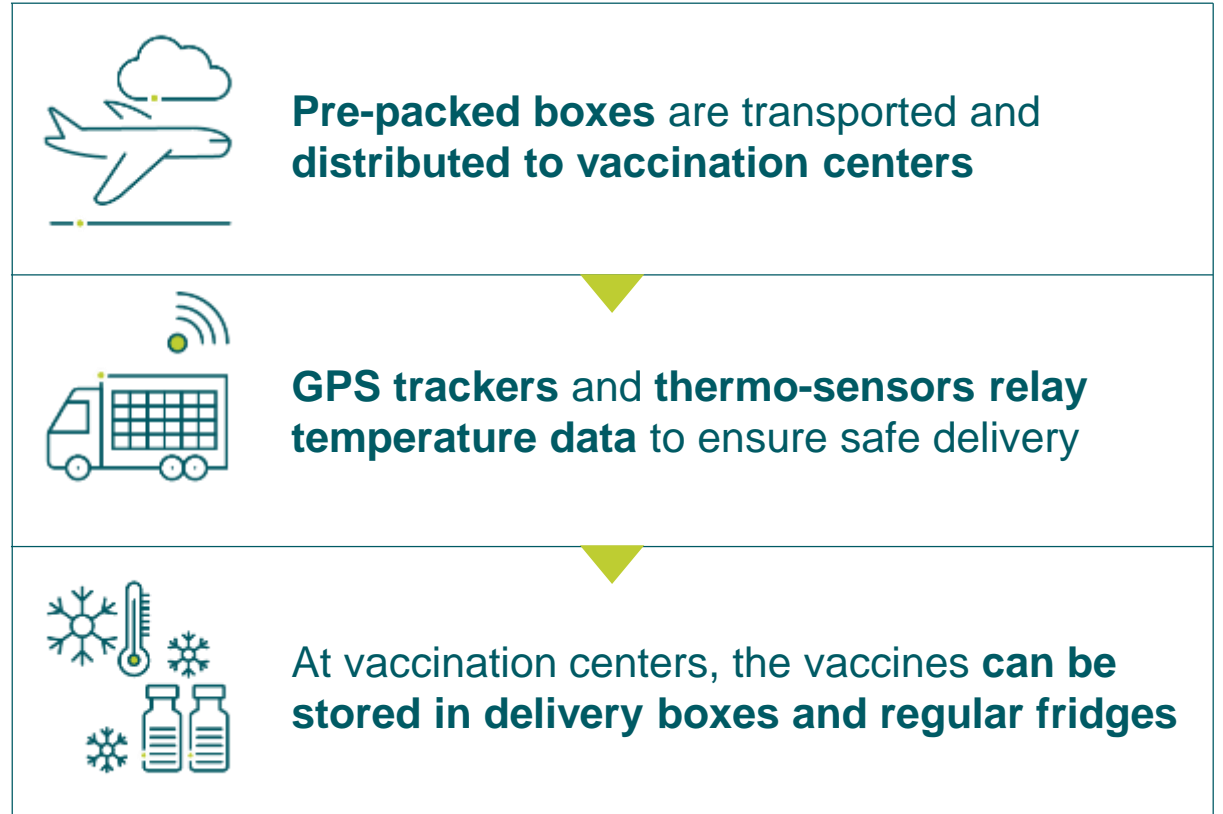 Pre-packed boxes are transported and
distributed to vaccination centers
GPS trackers and thermo-sensors relay
temperature data to ensure safe delivery
At vaccination centers, the vaccines can be
stored in delivery boxes and regular fridges